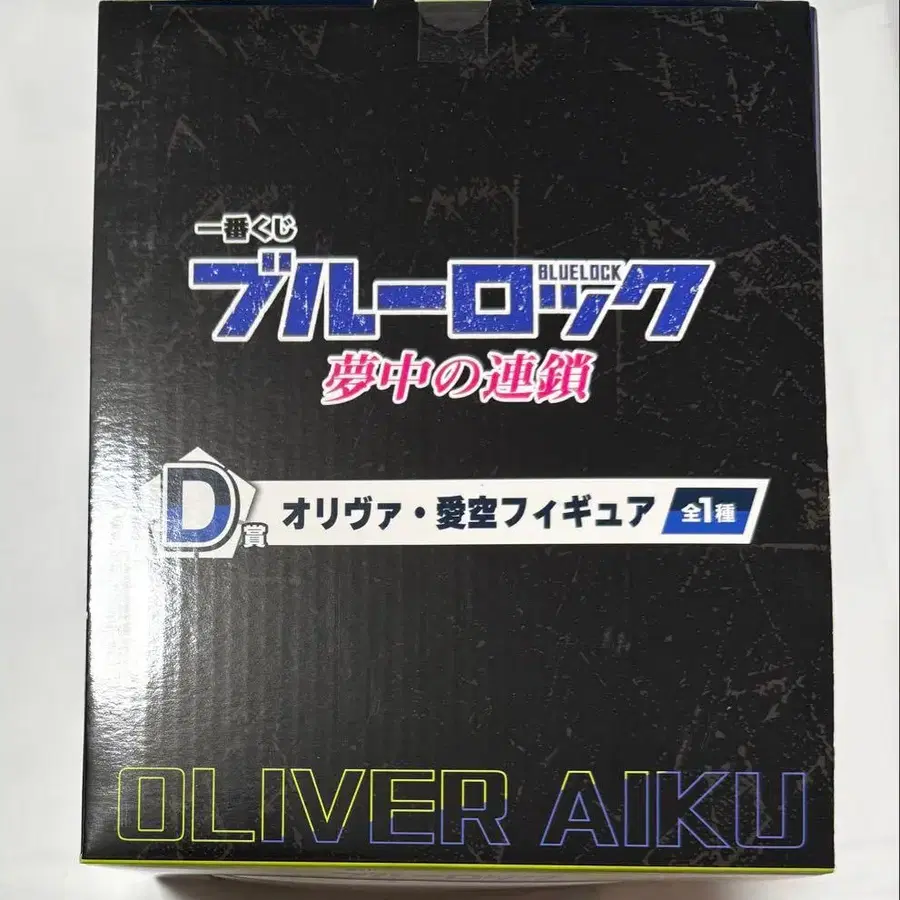 一番くじ
ブルーロック
BLUELOCK
夢中の連鎖
D賞 オリヴァ・愛空フィギュア 全1種
OLIVER AIKU